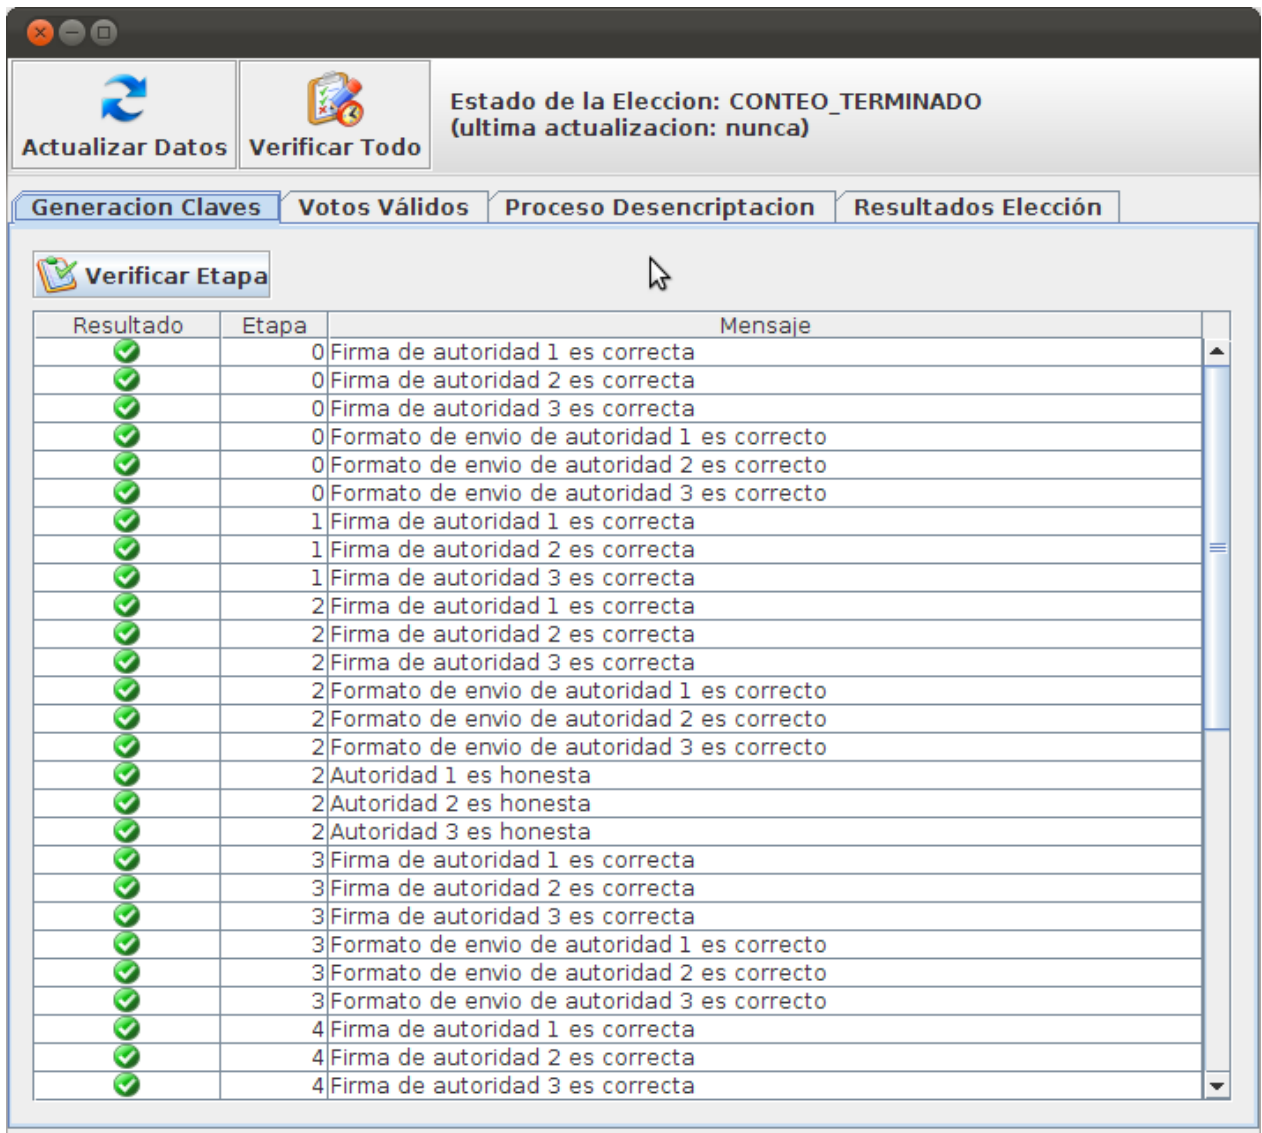 Actualizar Datos
Verificar Todo
Estado de la Eleccion: CONTEO_TERMINADO
(ultima actualizacion: nunca)
Generacion Claves
Votos Válidos
Proceso Desencriptacion
Resultados Elección
Verificar Etapa
Resultado Etapa Mensaje
0 Firma de autoridad 1 es correcta
0 Firma de autoridad 2 es correcta
0 Firma de autoridad 3 es correcta
0 Formato de envio de autoridad 1 es correcto
0 Formato de envio de autoridad 2 es correcto
0 Formato de envio de autoridad 3 es correcto
1 Firma de autoridad 1 es correcta
1 Firma de autoridad 2 es correcta
1 Firma de autoridad 3 es correcta
2 Firma de autoridad 1 es correcta
2 Firma de autoridad 2 es correcta
2 Firma de autoridad 3 es correcta
2 Formato de envio de autoridad 1 es correcto
2 Formato de envio de autoridad 2 es correcto
2 Formato de envio de autoridad 3 es correcto
2 Autoridad 1 es honesta
2 Autoridad 2 es honesta
2 Autoridad 3 es honesta
3 Firma de autoridad 1 es correcta
3 Firma de autoridad 2 es correcta
3 Firma de autoridad 3 es correcta
3 Formato de envio de autoridad 1 es correcto
3 Formato de envio de autoridad 2 es correcto
3 Formato de envio de autoridad 3 es correcto
4 Firma de autoridad 1 es correcta
4 Firma de autoridad 2 es correcta
4 Firma de autoridad 3 es correcta